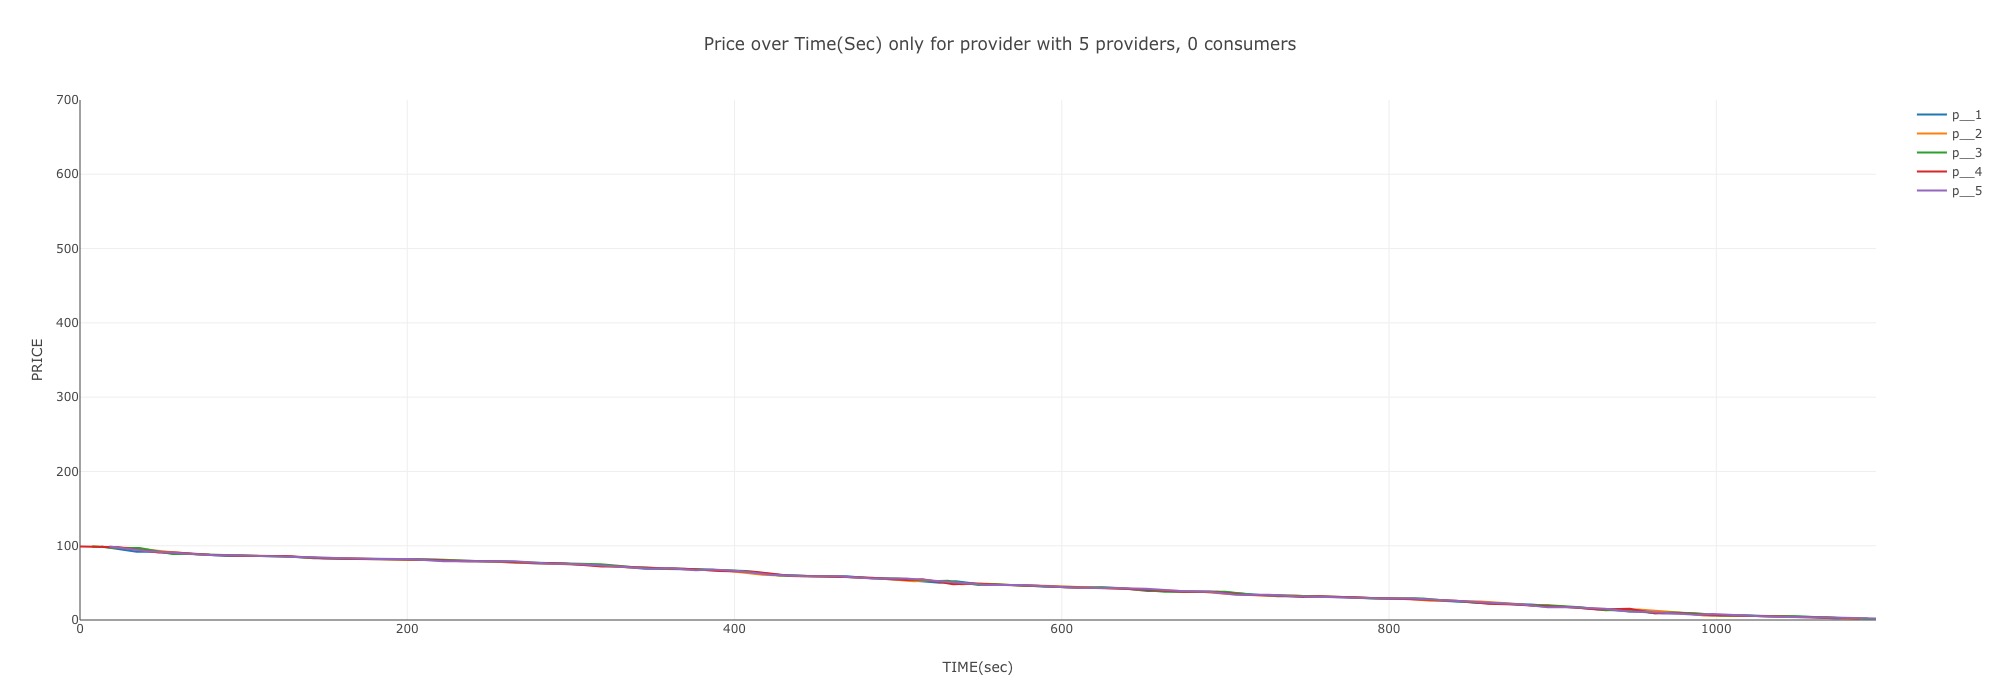 Price over Time(Sec) only for provider with 5 providers, 0 consumers
700
600
500
400
300
200
100
0
PRICE
0
200
400
600
800
1000
TIME(sec)
p__1
p__2
p__3
p__4
p__5